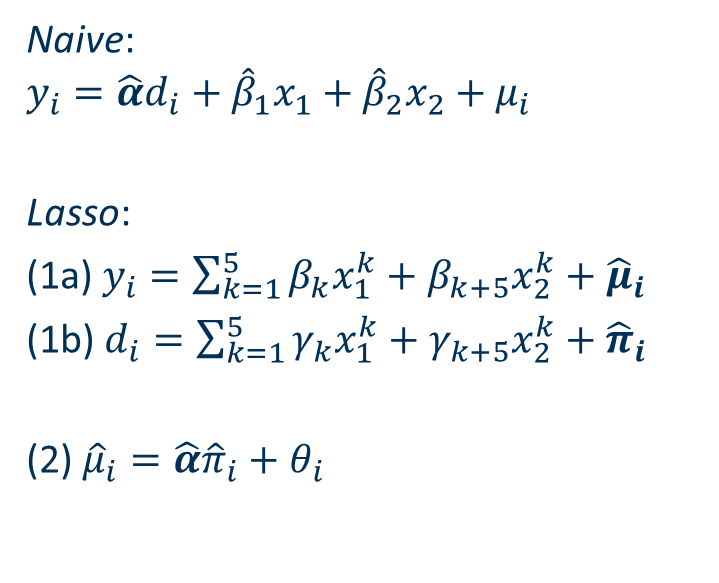 Naive:
yᵢ = α̂dᵢ + β̂₁x₁ + β̂₂x₂ + μᵢ
Lasso:
(1a) yᵢ = ∑⁵ₖ₌₁ βₖx₁ᵏ + βₖ₊₅x₂ᵏ + μ̂ᵢ
(1b) dᵢ = ∑⁵ₖ₌₁ γₖx₁ᵏ + γₖ₊₅x₂ᵏ + π̂ᵢ
(2) μ̂ᵢ = α̂π̂ᵢ + θᵢ